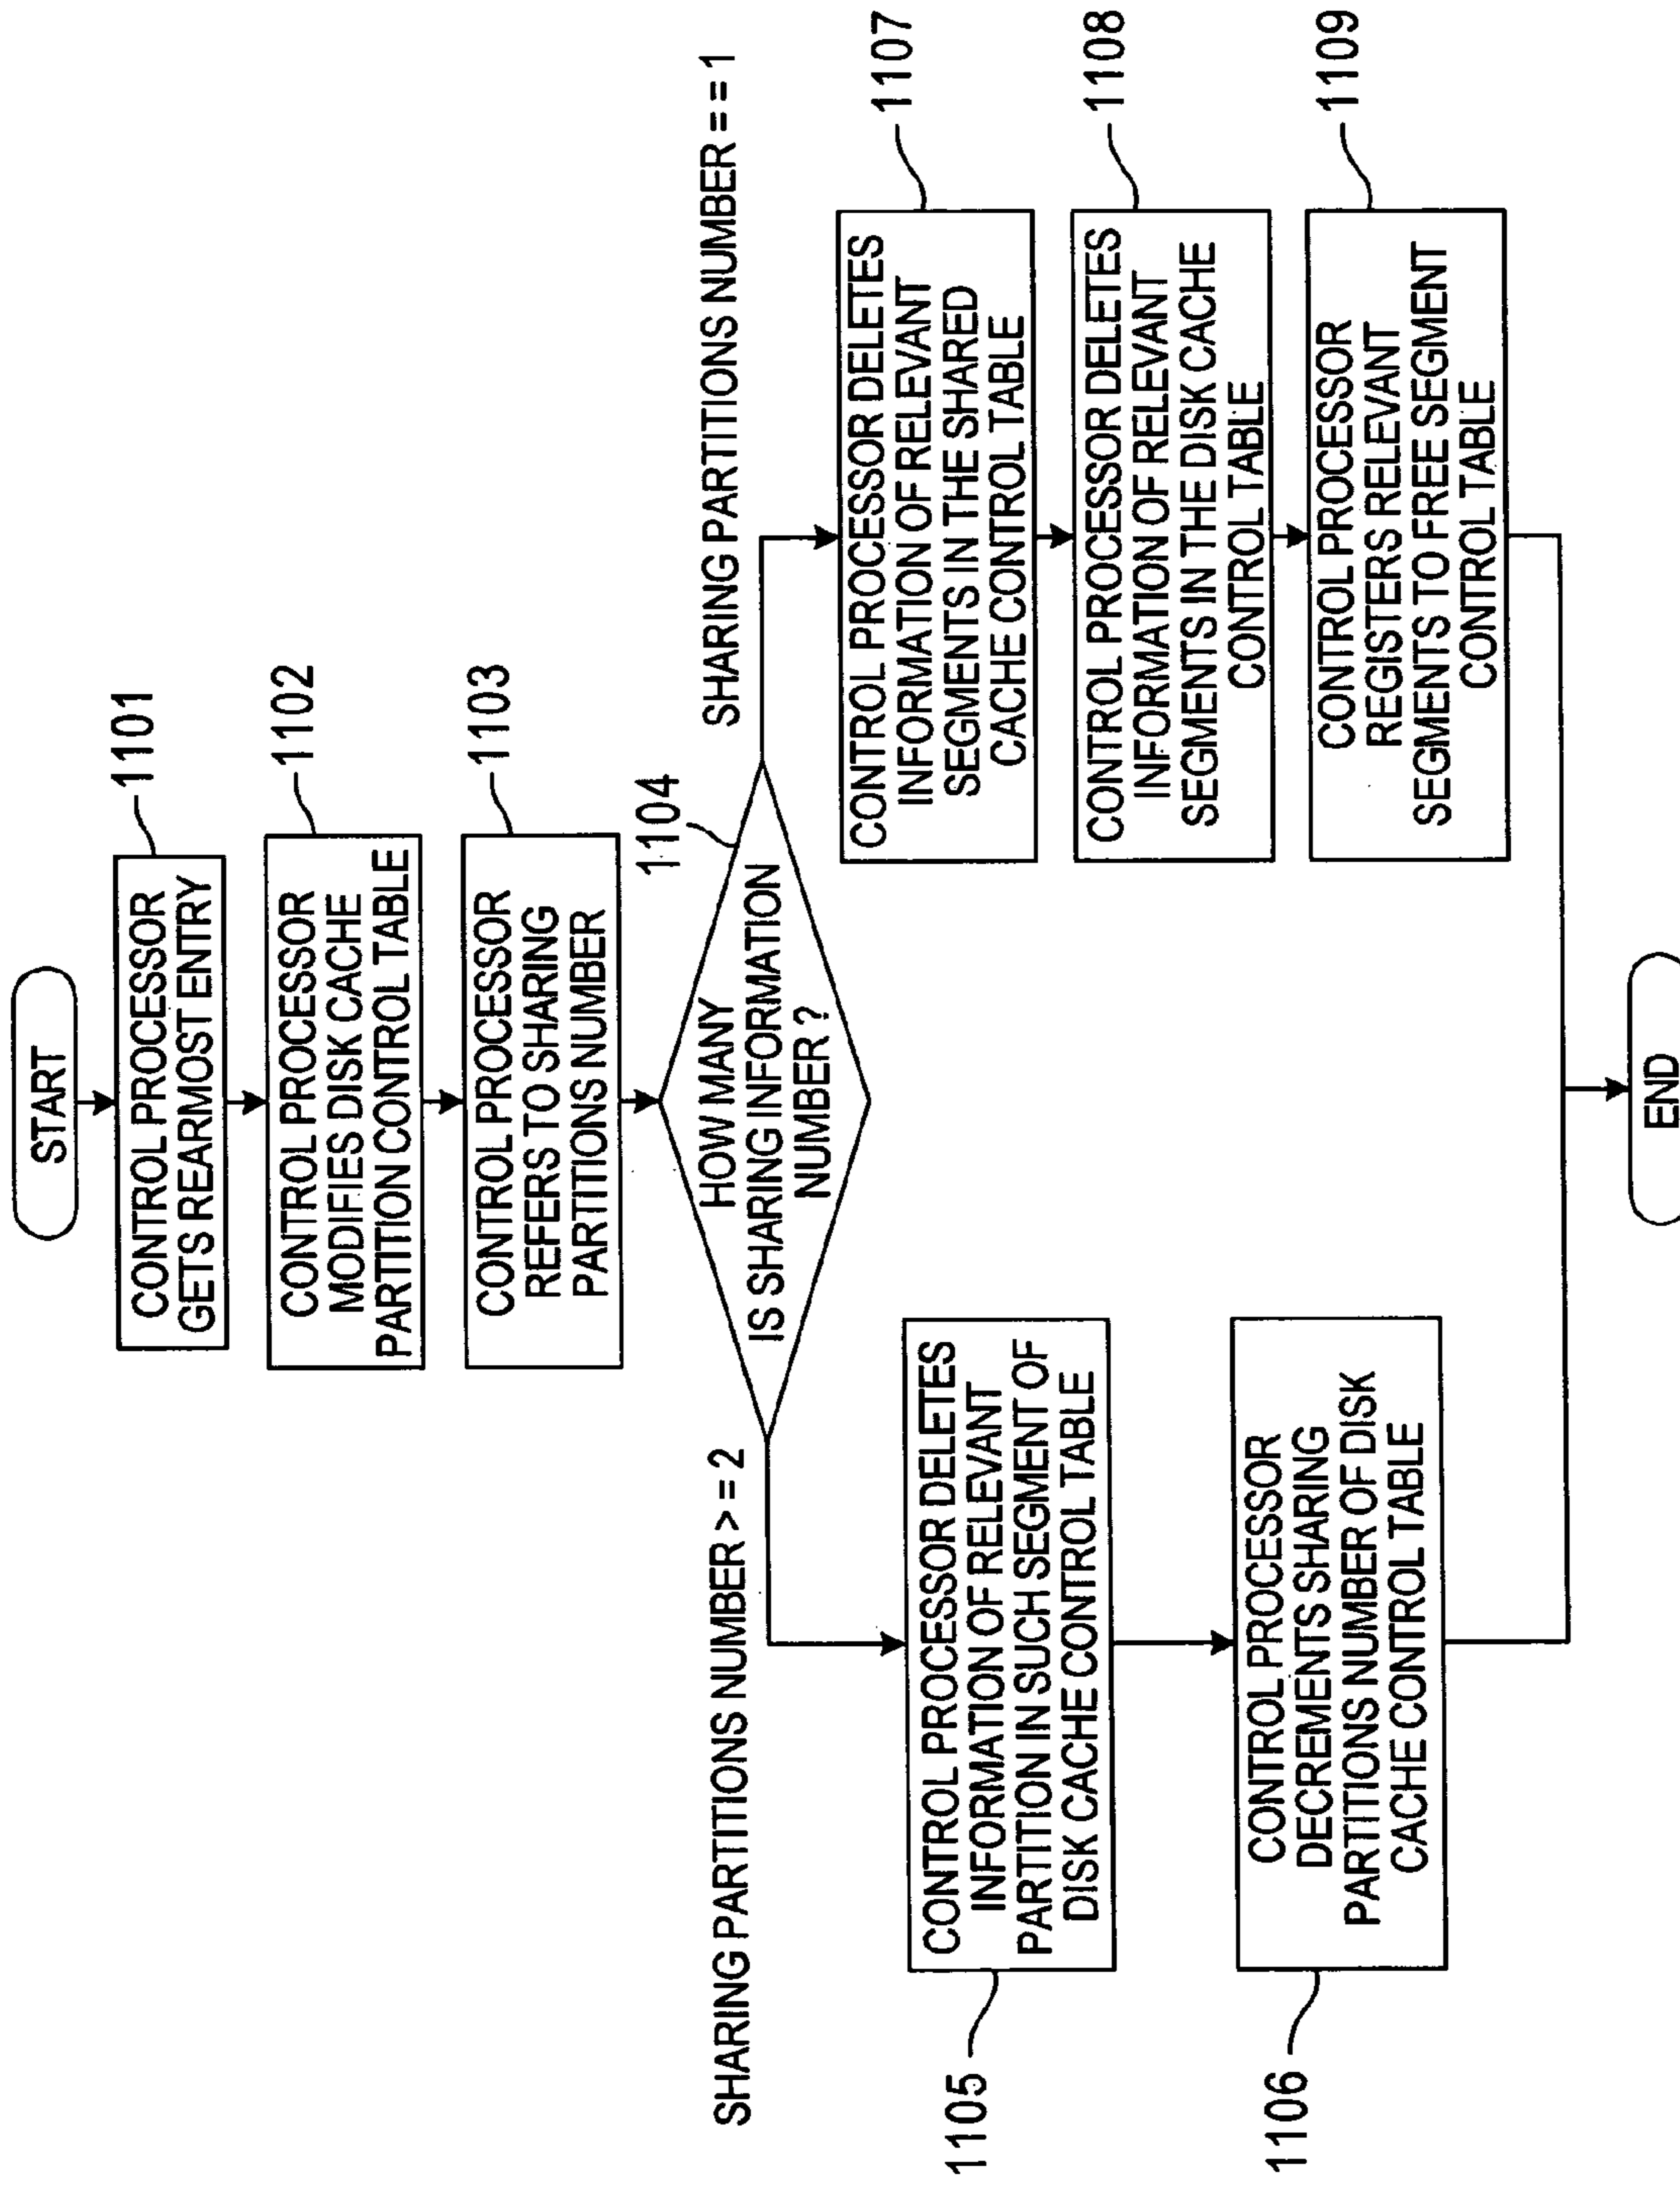 START
CONTROL PROCESSOR
GETS REARMOST ENTRY
1101
CONTROL PROCESSOR
MODIFIES DISK CACHE
PARTITION CONTROL TABLE
1102
CONTROL PROCESSOR
REFERS TO SHARING
PARTITIONS NUMBER
1103
HOW MANY
IS SHARING INFORMATION
NUMBER ?
1104
SHARING PARTITIONS NUMBER > = 2
CONTROL PROCESSOR DELETES
INFORMATION OF RELEVANT
PARTITION IN SUCH SEGMENT OF
DISK CACHE CONTROL TABLE
1105
CONTROL PROCESSOR
DECREMENTS SHARING
PARTITIONS NUMBER OF DISK
CACHE CONTROL TABLE
1106
SHARING PARTITIONS NUMBER = = 1
CONTROL PROCESSOR DELETES
INFORMATION OF RELEVANT
SEGMENTS IN THE SHARED
CACHE CONTROL TABLE
1107
CONTROL PROCESSOR DELETES
INFORMATION OF RELEVANT
SEGMENTS IN THE DISK CACHE
CONTROL TABLE
1108
CONTROL PROCESSOR
REGISTERS RELEVANT
SEGMENTS TO FREE SEGMENT
CONTROL TABLE
1109
END